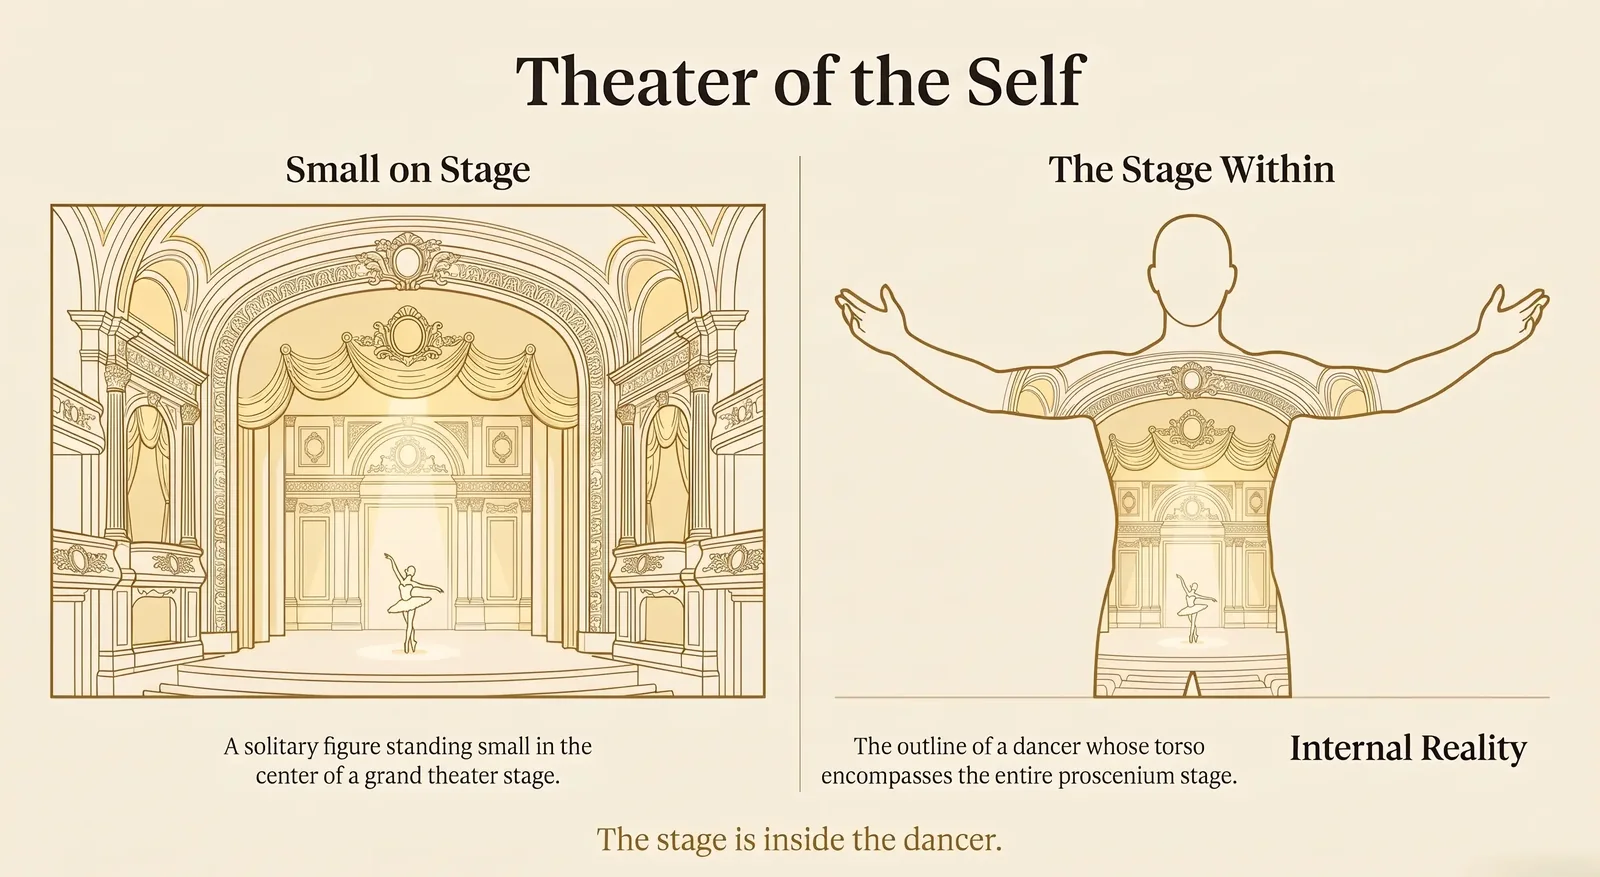 Theater of the Self
Small on Stage
A solitary figure standing small in the
center of a grand theater stage.
The Stage Within
The outline of a dancer whose torso
encompasses the entire proscenium stage.
Internal Reality
The stage is inside the dancer.